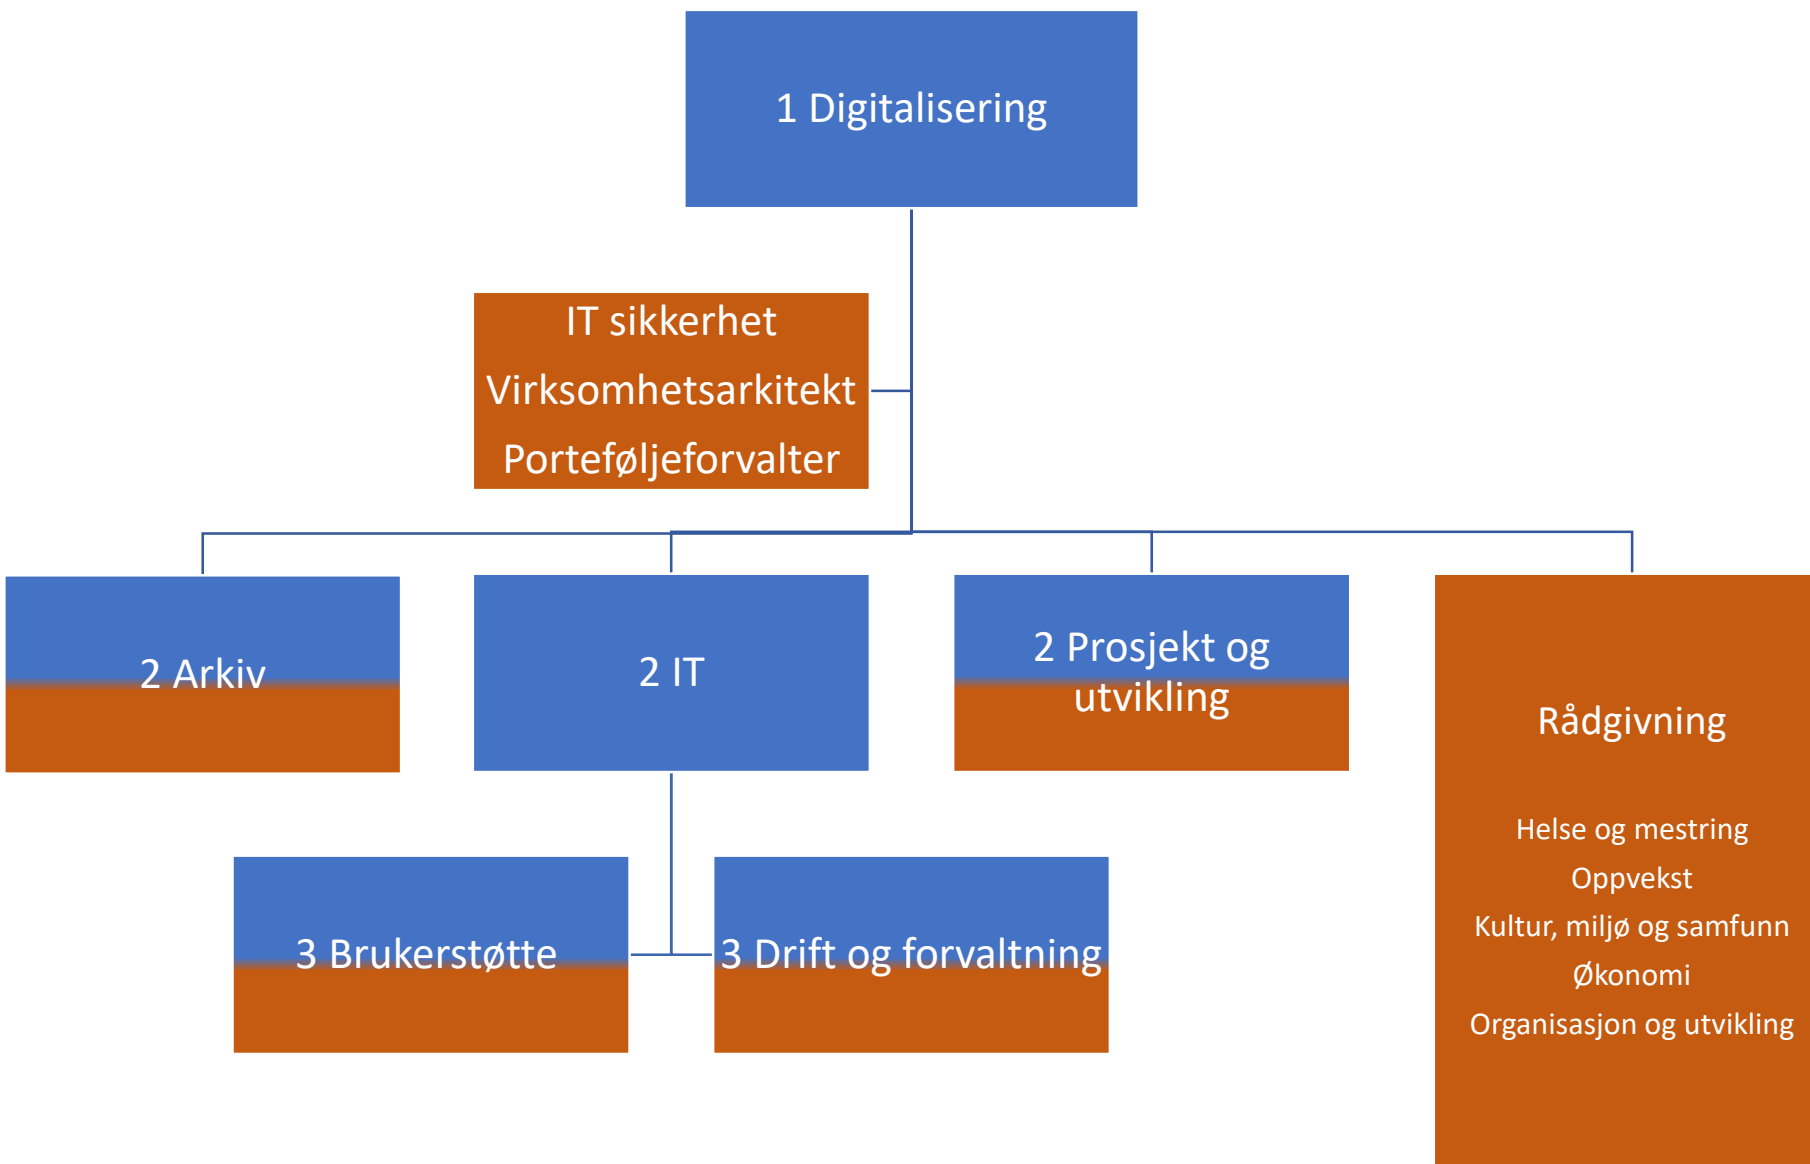 1 Digitalisering
IT sikkerhet
Virksomhetsarkitekt
Porteføljeforvalter
2 Arkiv
2 IT
2 Prosjekt og
utvikling
Rådgivning
Helse og mestring
Oppvekst
Kultur, miljø og samfunn
Økonomi
Organisasjon og utvikling
3 Brukerstøtte
3 Drift og forvaltning